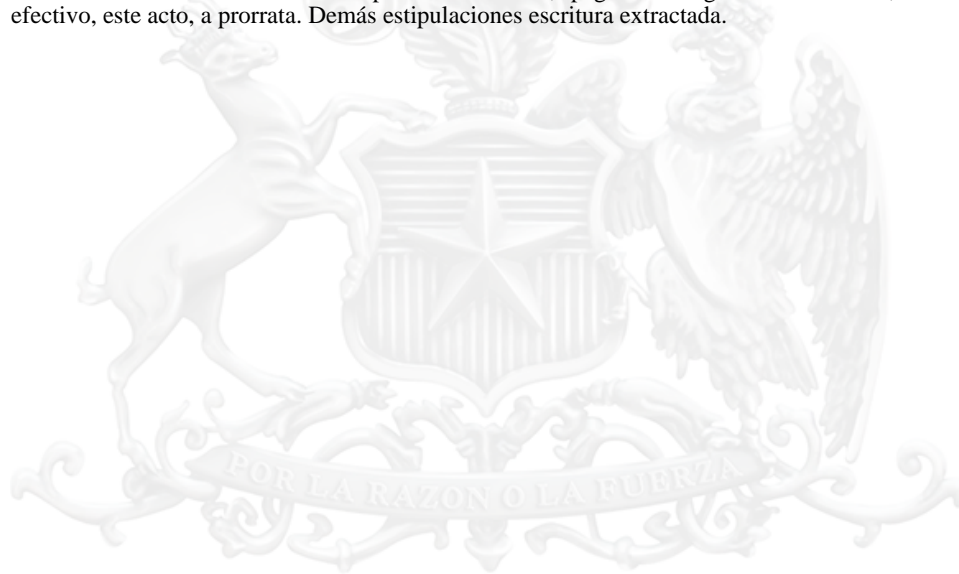 efectivo, este acto, a prorrata. Demás estipulaciones escritura extractada.
POR LA RAZON O LA FUERZA